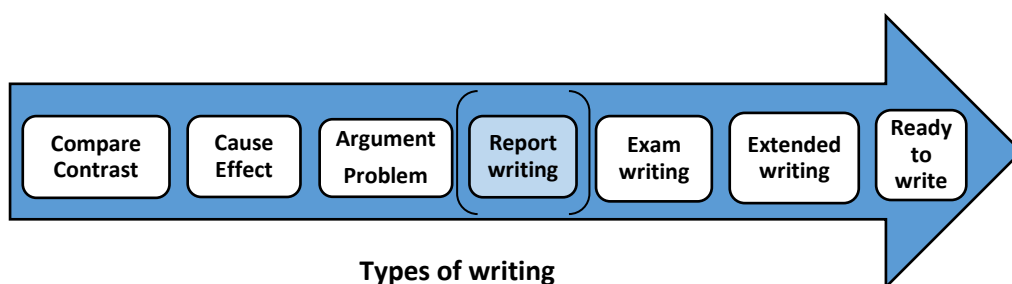 Compare
Contrast
Cause
Effect
Argument
Problem
Report
writing
Exam
writing
Extended
writing
Ready
to
write
Types of writing